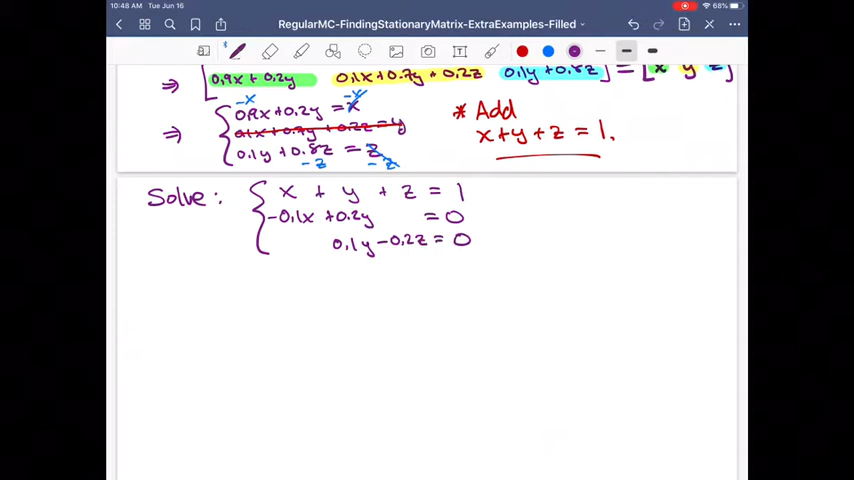 10:48 AM Tue Jun 16
68%
RegularMC-FindingStationaryMatrix-ExtraExamples-Filled
⇒ [0.9x + 0.2y 0.1x+0.7y+0.2z 0.1y+0.8z] = [x y z]
-x -x
0.9x+0.2y = x
⇒ 0.1x+0.7y+0.2z = y
0.1y + 0.8z = z
-z -z
* Add
x+y+z = 1.
Solve: x + y + z = 1
-0.1x +0.2y = 0
0.1y -0.2z = 0